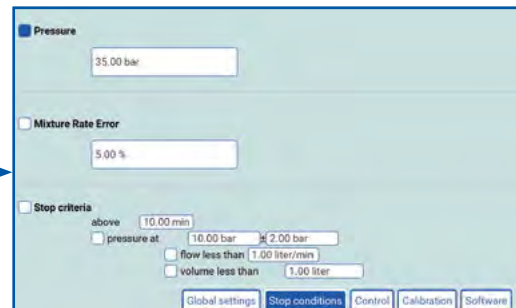 Pressure
35.00 bar
Mixture Rate Error
5.00 %
Stop criteria
above 10.00 min
pressure at 10.00 bar ± 2.00 bar
flow less than 1.00 liter/min
volume less than 1.00 liter
Global settings Stop conditions Control Calibration Software